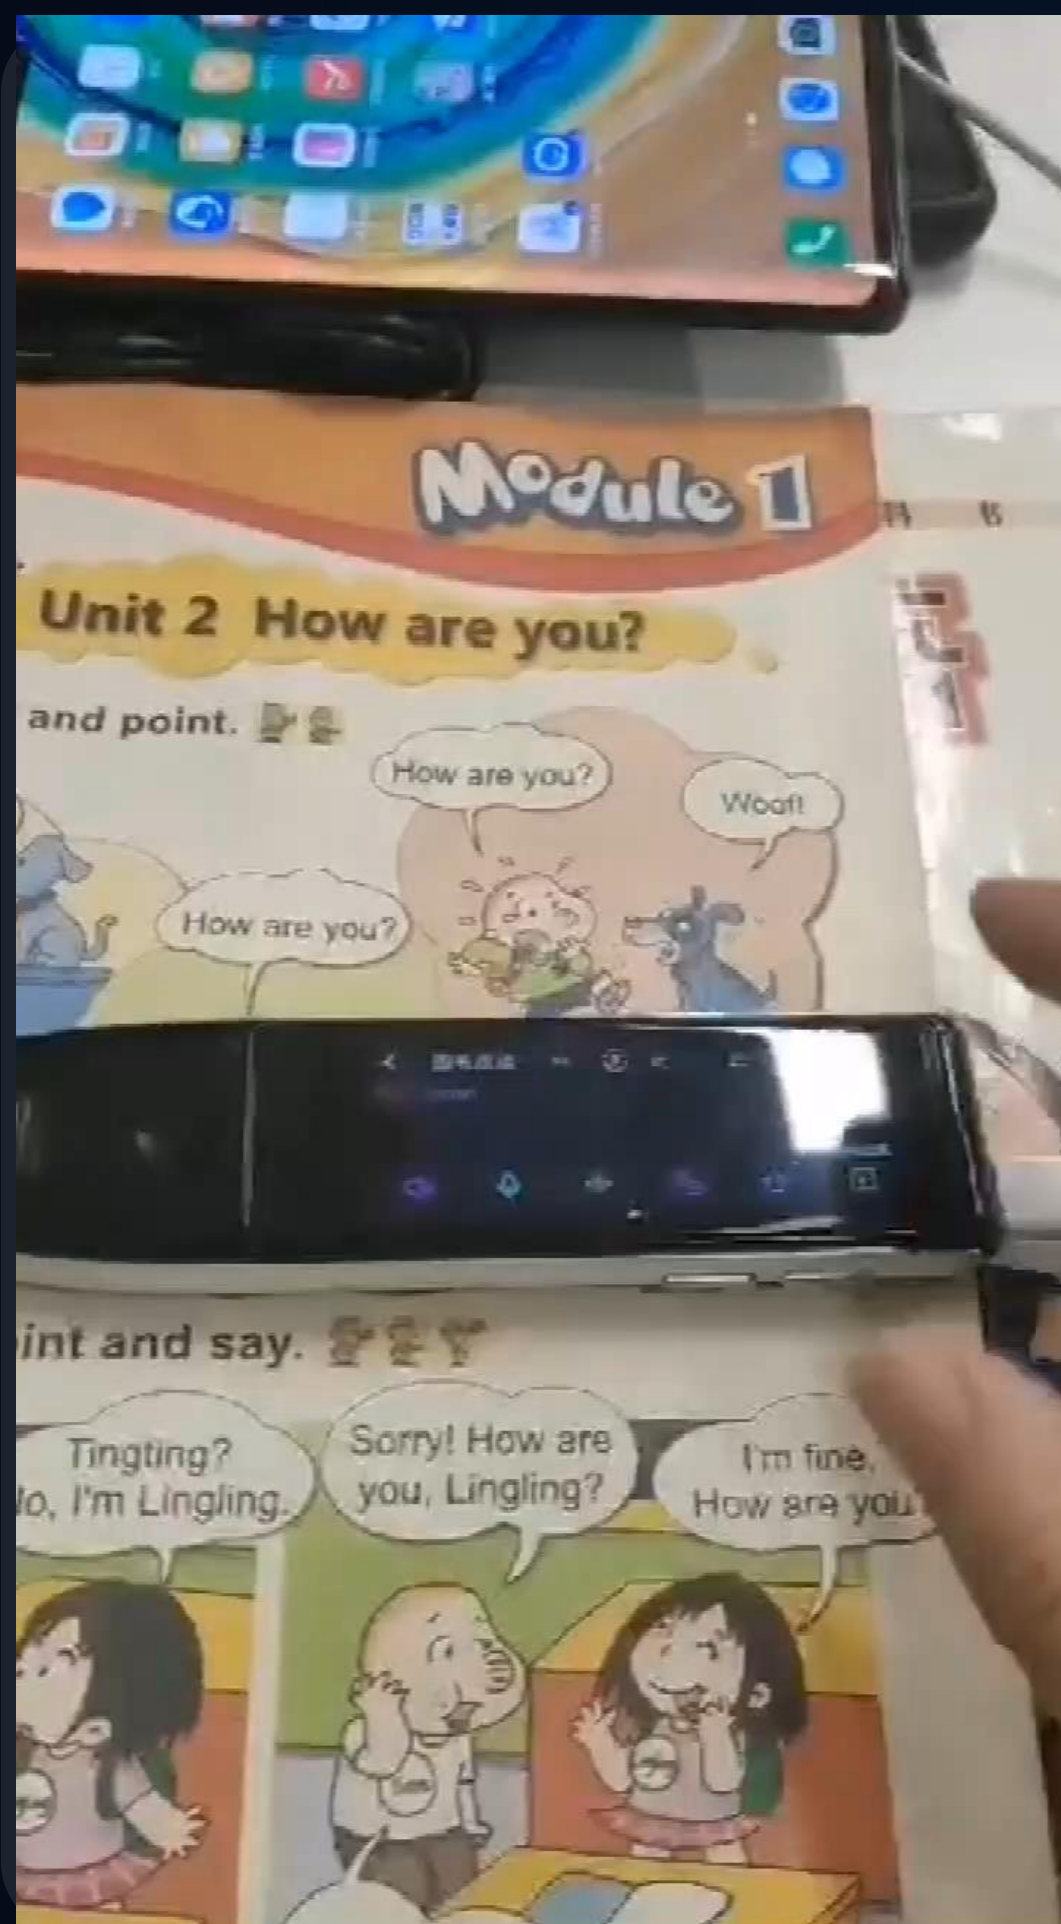 Module 1
Unit 2 How are you?
and point.
How are you?
Woof!
How are you?
int and say.
Tingting?
lo, I'm Lingling.
Sorry! How are
you, Lingling?
I'm fine.
How are you